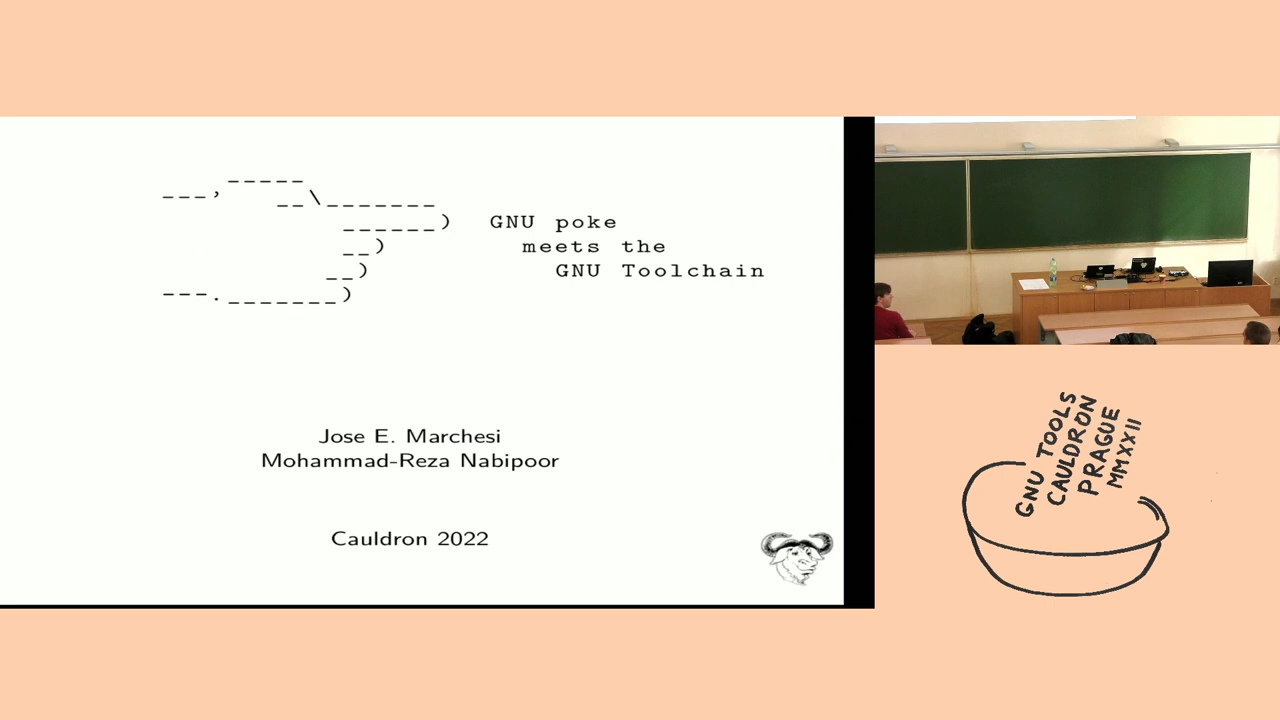 GNU poke
meets the
GNU Toolchain
Jose E. Marchesi
Mohammad-Reza Nabipoor
Cauldron 2022
GNU TOOLS
CAULDRON
PRAGUE
MMXXII